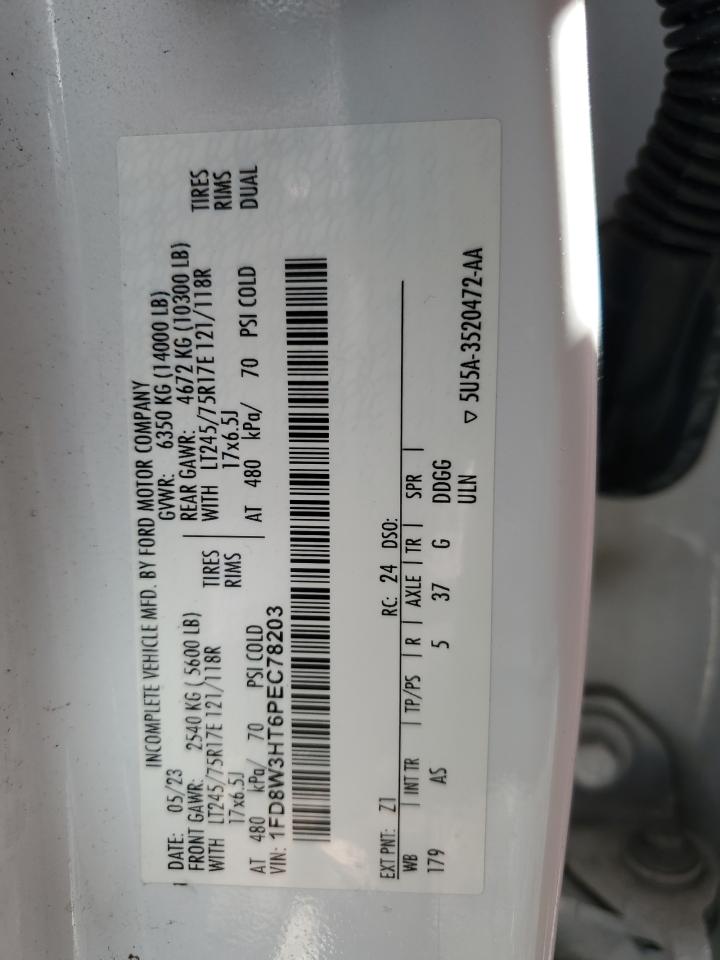 INCOMPLETE VEHICLE MFD. BY FORD MOTOR COMPANY
DATE: 05/23 GVWR: 6350 KG (14000 LB)
FRONT GAWR: 2540 KG ( 5600 LB) REAR GAWR: 4672 KG (10300 LB)
WITH LT245/75R17E 121/118R TIRES WITH LT245/75R17E 121/118R TIRES
17x6.5J RIMS 17x6.5J RIMS
AT 480 kPa/ 70 PSI COLD AT 480 kPa/ 70 PSI COLD DUAL
VIN: 1FD8W3HT6PEC78203
EXT PNT: Z1 RC: 24 DSO:
WB | INT TR | TP/PS | R | AXLE | TR | SPR |
179 AS 5 37 G DDGG
ULN
▽ 5U5A-3520472-AA